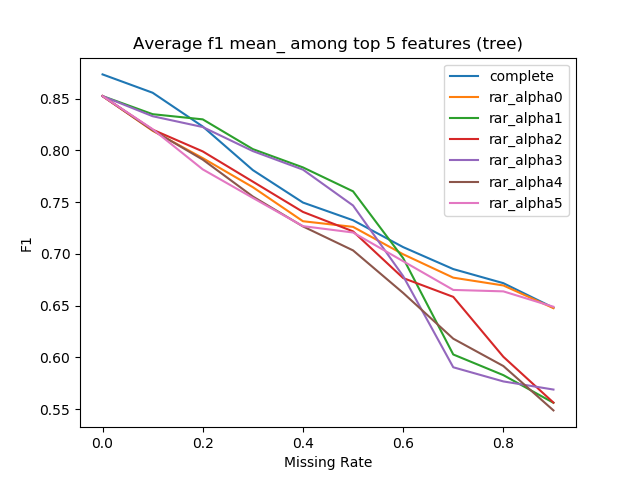 Average f1 mean_ among top 5 features (tree)
complete
rar_alpha0
rar_alpha1
rar_alpha2
rar_alpha3
rar_alpha4
rar_alpha5
F1
0.85
0.80
0.75
0.70
0.65
0.60
0.55
0.0 0.2 0.4 0.6 0.8
Missing Rate